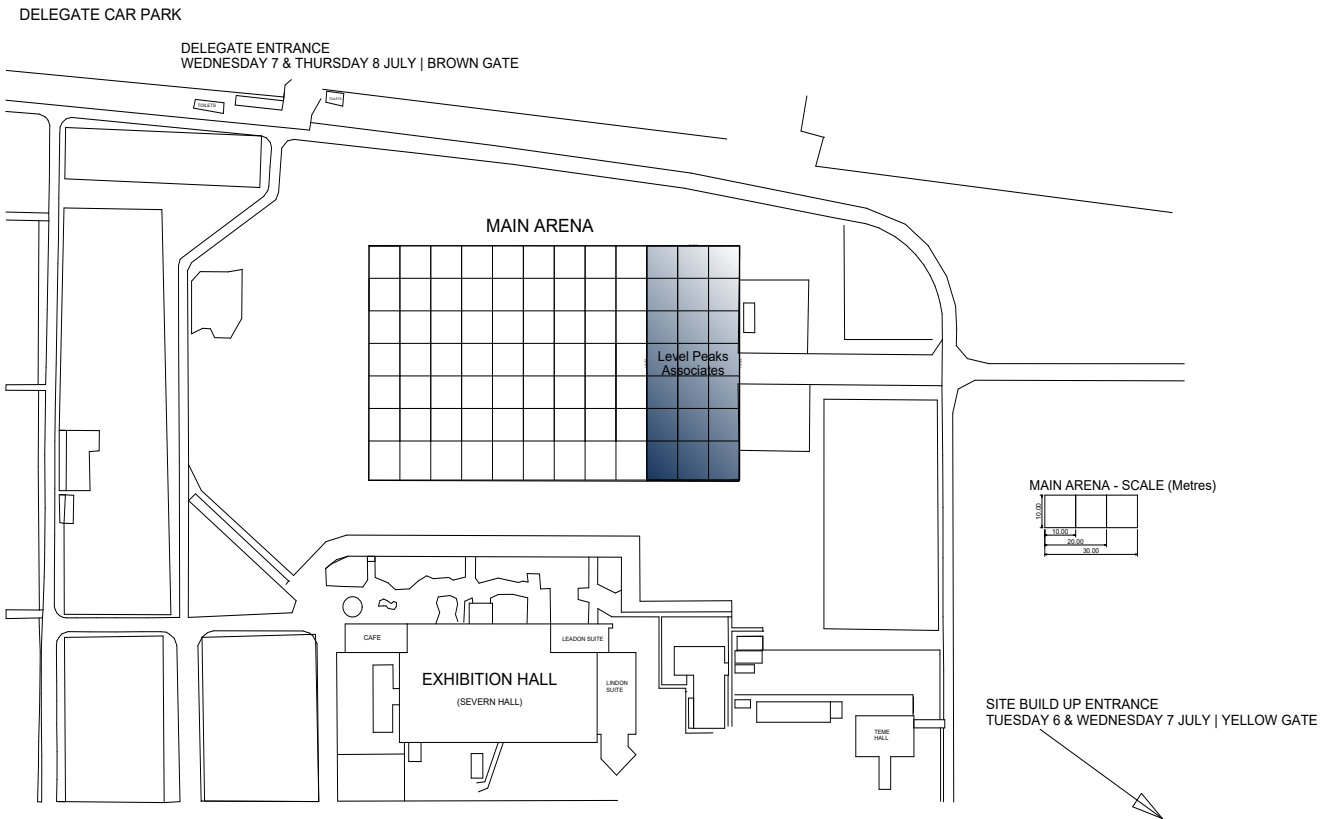 DELEGATE CAR PARK
DELEGATE ENTRANCE
WEDNESDAY 7 & THURSDAY 8 JULY | BROWN GATE
TOILETS
TOILETS
MAIN ARENA
Level Peaks
Associates
MAIN ARENA - SCALE (Metres)
10.00
10.00
20.00
30.00
CAFE
LEADON SUITE
EXHIBITION HALL
(SEVERN HALL)
LINDON
SUITE
SITE BUILD UP ENTRANCE
TUESDAY 6 & WEDNESDAY 7 JULY | YELLOW GATE
TEME
HALL